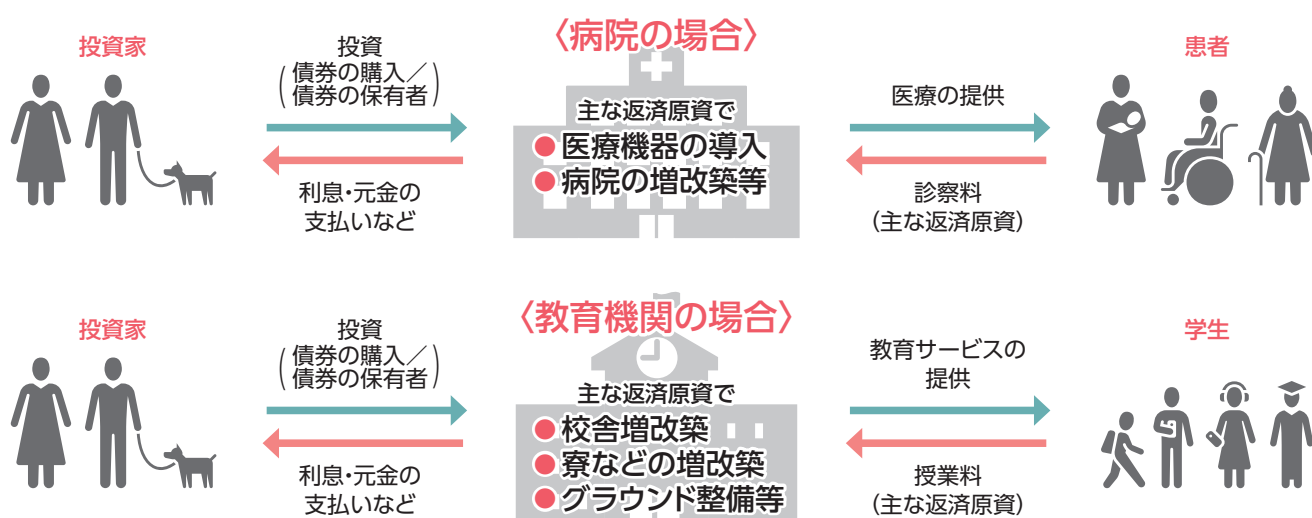 〈病院の場合〉
投資家
投資
(債券の購入／
債券の保有者)
利息・元金の
支払いなど
主な返済原資で
●医療機器の導入
●病院の増改築等
医療の提供
診察料
(主な返済原資)
患者
〈教育機関の場合〉
投資家
投資
(債券の購入／
債券の保有者)
利息・元金の
支払いなど
主な返済原資で
●校舎増改築
●寮などの増改築
●グラウンド整備等
教育サービスの
提供
授業料
(主な返済原資)
学生